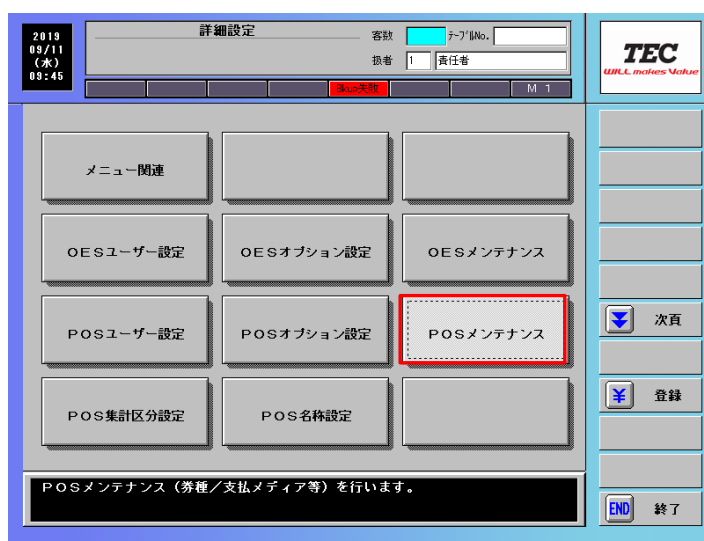 2019
09/11
(水)
09:45
詳細設定
客数
ﾃｰﾌﾞﾙNo.
扱者 1 責任者
Bkup失敗
M 1
TEC
WILL makes Value
メニュー関連
OESユーザー設定
OESオプション設定
OESメンテナンス
POSユーザー設定
POSオプション設定
POSメンテナンス
POS集計区分設定
POS名称設定
次頁
¥ 登録
END 終了
POSメンテナンス(券種/支払メディア等)を行います。